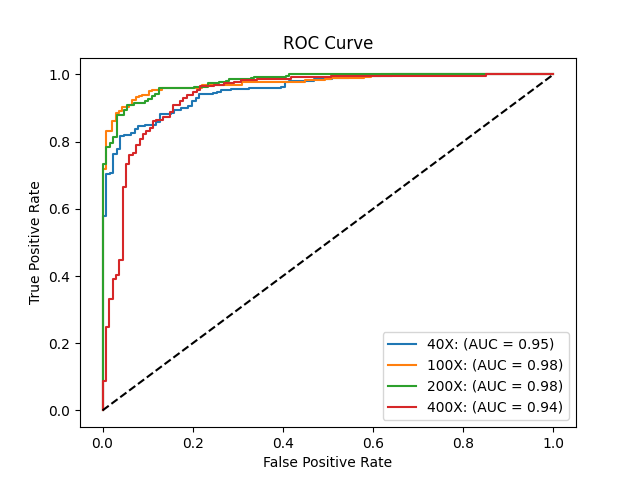 ROC Curve
True Positive Rate
1.0
0.8
0.6
0.4
0.2
0.0
0.0 0.2 0.4 0.6 0.8 1.0
False Positive Rate
40X: (AUC = 0.95)
100X: (AUC = 0.98)
200X: (AUC = 0.98)
400X: (AUC = 0.94)